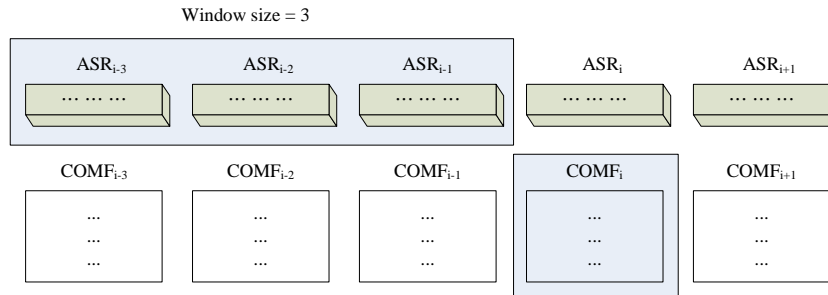 Window size = 3
ASRi-3 ASRi-2 ASRi-1 ASRi ASRi+1
... ... ... ... ... ... ... ... ... ... ... ... ... ... ...
COMFi-3 COMFi-2 COMFi-1 COMFi COMFi+1
... ... ... ... ...
... ... ... ... ...
... ... ... ... ...